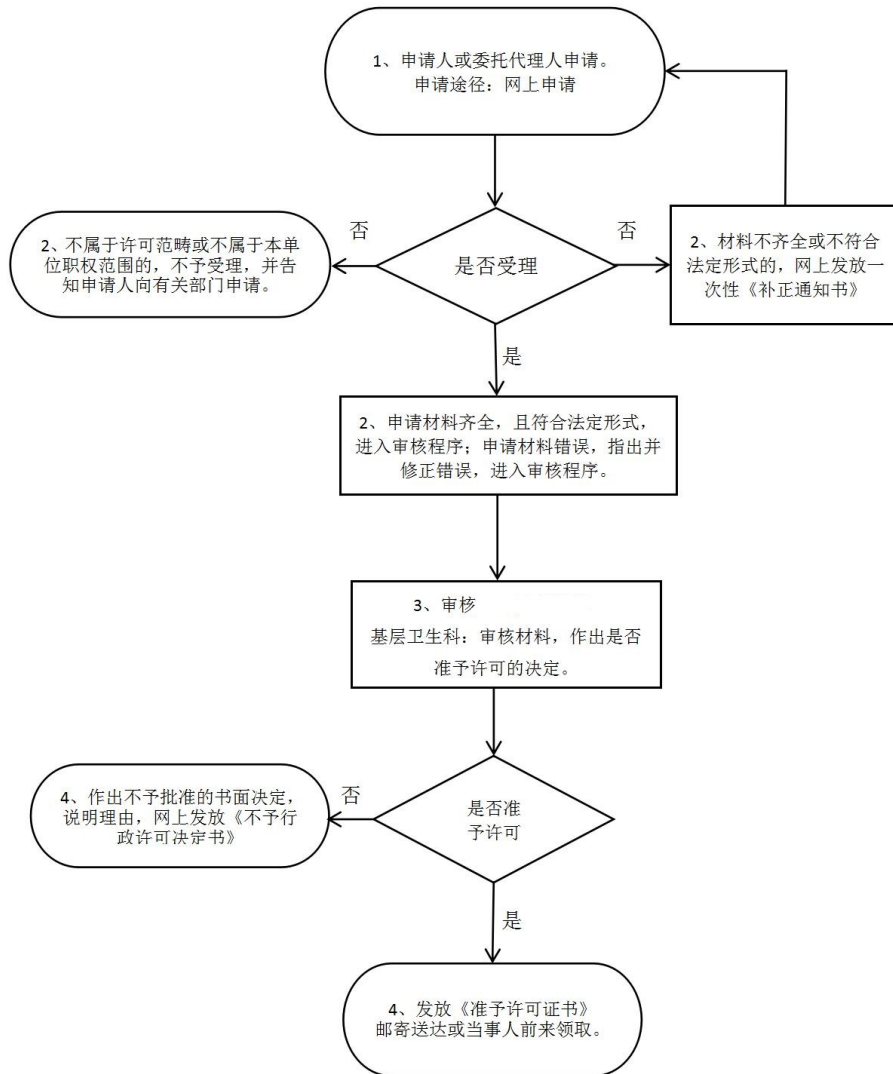 1、申请人或委托代理人申请。
申请途径：网上申请
否
否
2、不属于许可范畴或不属于本单
位职权范围的，不予受理，并告
知申请人向有关部门申请。
是否受理
2、材料不齐全或不符合
法定形式的，网上发放一
次性《补正通知书》
是
2、申请材料齐全，且符合法定形式，
进入审核程序；申请材料错误，指出并
修正错误，进入审核程序。
3、审核
基层卫生科：审核材料，作出是否
准予许可的决定。
否
4、作出不予批准的书面决定，
说明理由，网上发放《不予行
政许可决定书》
是否准
予许可
是
4、发放《准予许可证书》
邮寄送达或当事人前来领取。